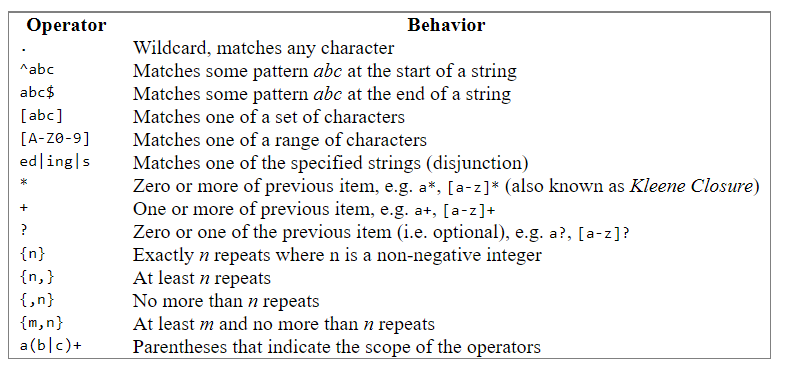 Operator Behavior
. Wildcard, matches any character
^abc Matches some pattern abc at the start of a string
abc$ Matches some pattern abc at the end of a string
[abc] Matches one of a set of characters
[A-Z0-9] Matches one of a range of characters
ed|ing|s Matches one of the specified strings (disjunction)
* Zero or more of previous item, e.g. a*, [a-z]* (also known as Kleene Closure)
+ One or more of previous item, e.g. a+, [a-z]+
? Zero or one of the previous item (i.e. optional), e.g. a?, [a-z]?
{n} Exactly n repeats where n is a non-negative integer
{n,} At least n repeats
{,n} No more than n repeats
{m,n} At least m and no more than n repeats
a(b|c)+ Parentheses that indicate the scope of the operators